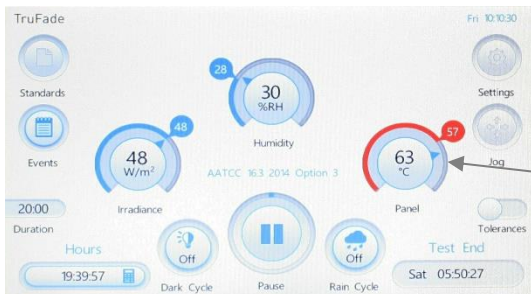 TruFade
Fri 10:10:30
Standards
Settings
28
30
%RH
Humidity
Events
48
48
W/m²
Irradiance
57
63
°C
Panel
Jog
AATCC 16.3 2014 Option 3
20:00
Duration
Tolerances
Hours
19:39:57
Off
Dark Cycle
Pause
Off
Rain Cycle
Test End
Sat 05:50:27